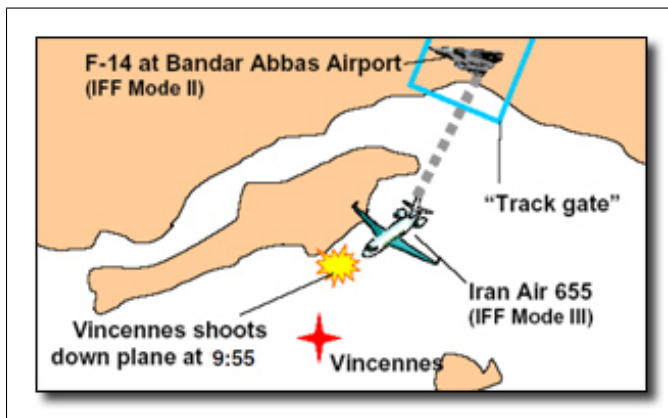 F-14 at Bandar Abbas Airport
(IFF Mode II)
“Track gate”
Iran Air 655
(IFF Mode III)
Vincennes shoots
down plane at 9:55
Vincennes